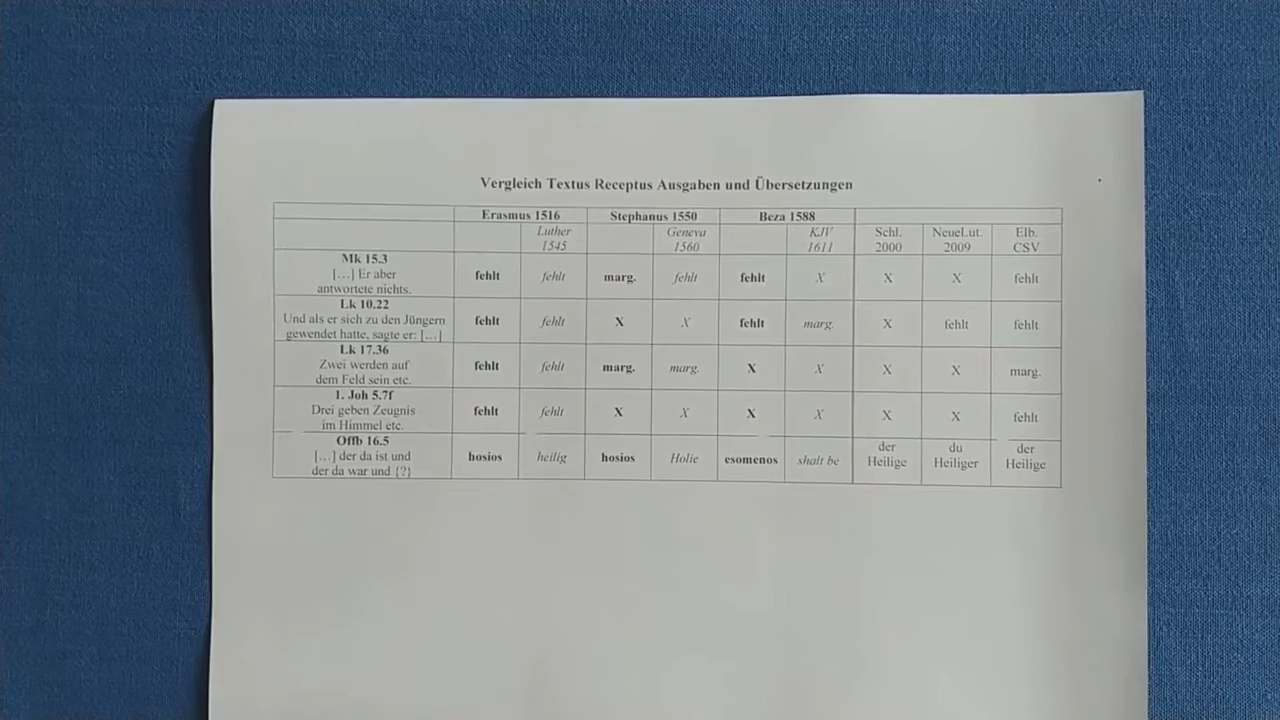 Vergleich Textus Receptus Ausgaben und Übersetzungen
Erasmus 1516 Stephanus 1550 Beza 1588
Luther 1545 Geneva 1560 KJV 1611 Schl. 2000 NeueLut. 2009 Elb. CSV
Mk 15.3
[…] Er aber
antwortete nichts.
fehlt fehlt marg. fehlt fehlt X X X fehlt
Lk 10.22
Und als er sich zu den Jüngern
gewendet hatte, sagte er: […]
fehlt fehlt X X fehlt marg. X fehlt fehlt
Lk 17.36
Zwei werden auf
dem Feld sein etc.
fehlt fehlt marg. marg. X X X X marg.
1. Joh 5.7f
Drei geben Zeugnis
im Himmel etc.
fehlt fehlt X X X X X X fehlt
Offb 16.5
[…] der da ist und
der da war und {?}
hosios heilig hosios Holie esomenos shalt be der Heilige du Heiliger der Heilige